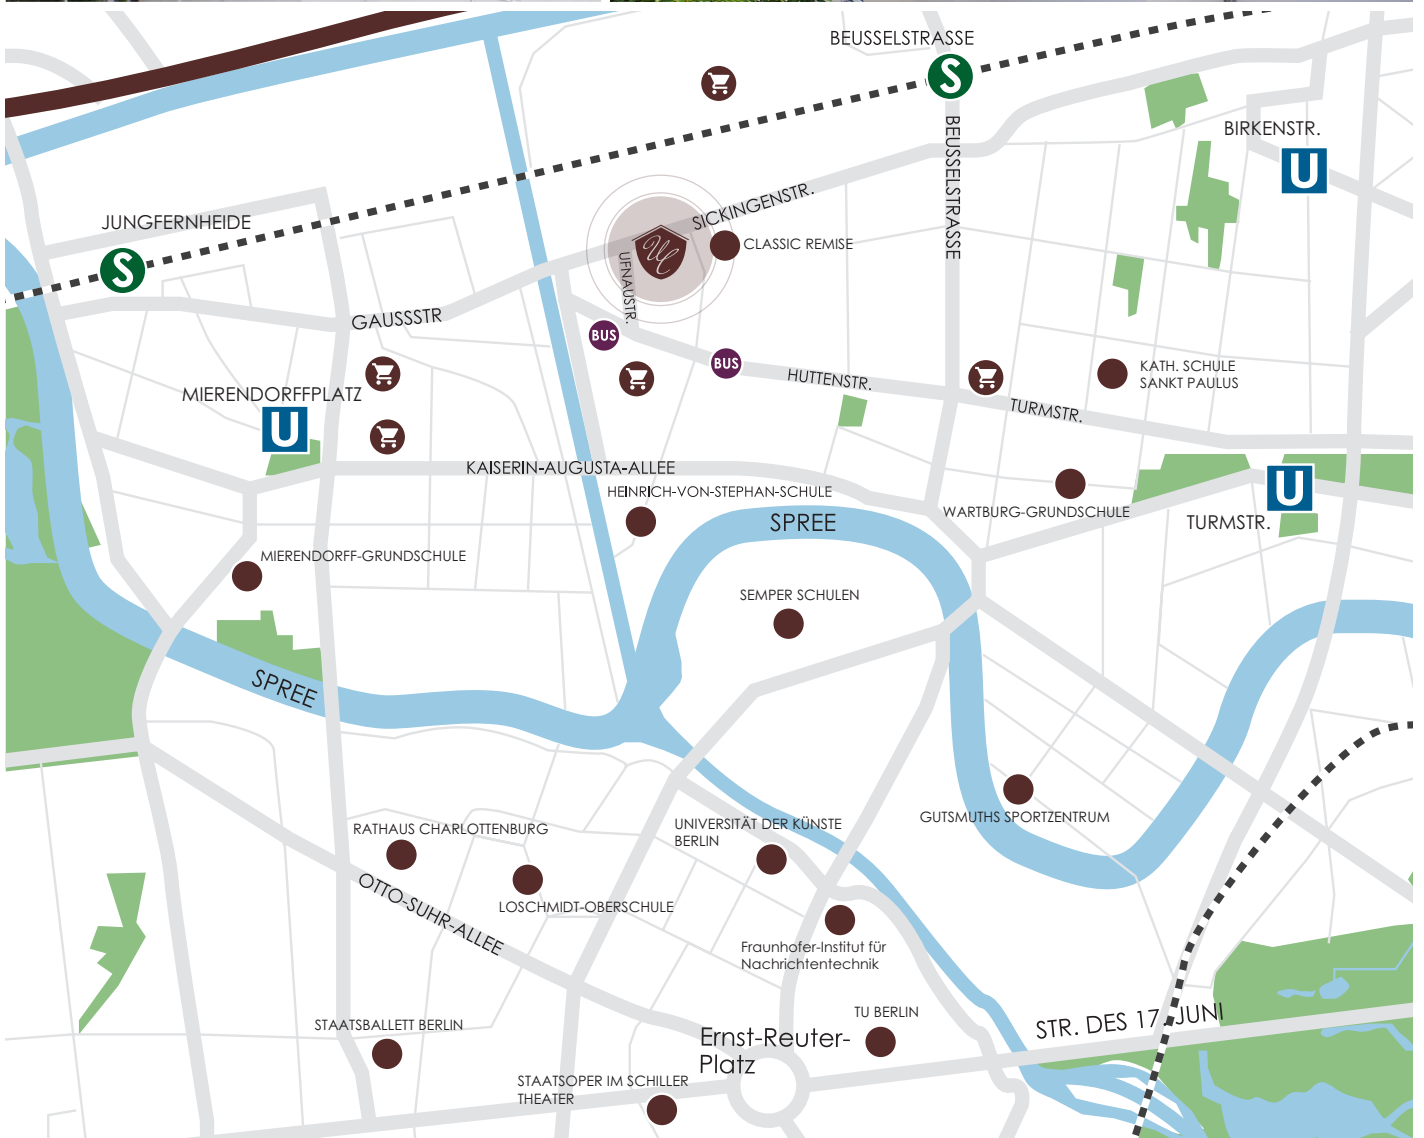 BEUSSELSTRASSE
S
BIRKENSTR.
U
BEUSSELSTRASSE
SICKINGENSTR.
JUNGFERNHEIDE
S
CLASSIC REMISE
UFNAUSTR.
GAUSSSTR
BUS
BUS
HUTTENSTR.
KATH. SCHULE
SANKT PAULUS
MIERENDORFFPLATZ
U
TURMSTR.
KAISERIN-AUGUSTA-ALLEE
HEINRICH-VON-STEPHAN-SCHULE
SPREE
WARTBURG-GRUNDSCHULE
U
TURMSTR.
MIERENDORFF-GRUNDSCHULE
SEMPER SCHULEN
SPREE
GUTSMUTHS SPORTZENTRUM
RATHAUS CHARLOTTENBURG
UNIVERSITÄT DER KÜNSTE
BERLIN
OTTO-SUHR-ALLEE
LOSCHMIDT-OBERSCHULE
Fraunhofer-Institut für
Nachrichtentechnik
STAATSBALLETT BERLIN
TU BERLIN
STR. DES 17. JUNI
Ernst-Reuter-
Platz
STAATSOPER IM SCHILLER
THEATER